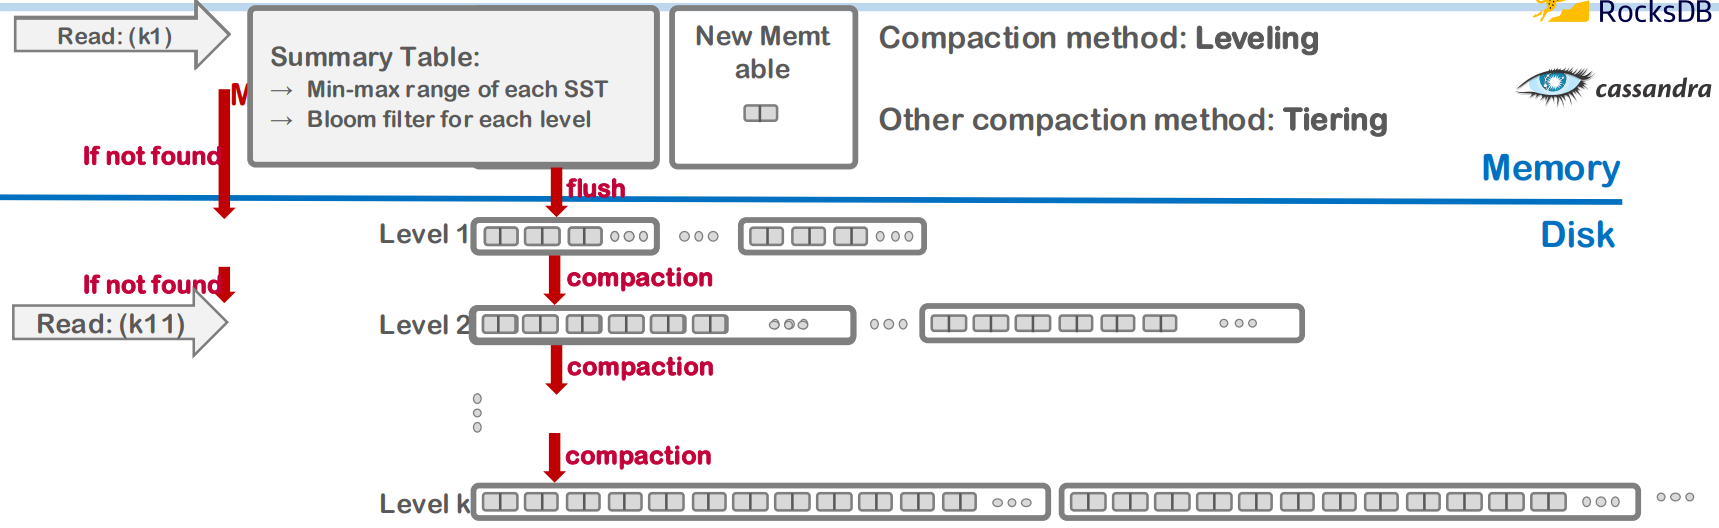 Read: (k1)
Summary Table:
→ Min-max range of each SST
→ Bloom filter for each level
New Memt
able
Compaction method: Leveling
Other compaction method: Tiering
RocksDB
cassandra
M
If not found
flush
Memory
Disk
Level 1
compaction
If not found
Read: (k11)
Level 2
compaction
compaction
Level k